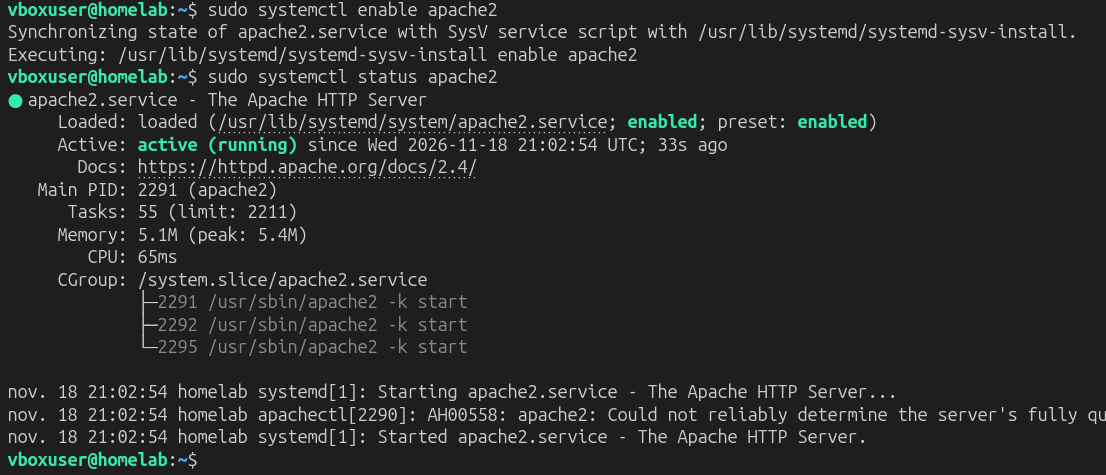 vboxuser@homelab:~$ sudo systemctl enable apache2
Synchronizing state of apache2.service with SysV service script with /usr/lib/systemd/systemd-sysv-install.
Executing: /usr/lib/systemd/systemd-sysv-install enable apache2
vboxuser@homelab:~$ sudo systemctl status apache2
● apache2.service - The Apache HTTP Server
     Loaded: loaded (/usr/lib/systemd/system/apache2.service; enabled; preset: enabled)
     Active: active (running) since Wed 2026-11-18 21:02:54 UTC; 33s ago
       Docs: https://httpd.apache.org/docs/2.4/
   Main PID: 2291 (apache2)
      Tasks: 55 (limit: 2211)
     Memory: 5.1M (peak: 5.4M)
        CPU: 65ms
     CGroup: /system.slice/apache2.service
             ├─2291 /usr/sbin/apache2 -k start
             ├─2292 /usr/sbin/apache2 -k start
             └─2295 /usr/sbin/apache2 -k start
nov. 18 21:02:54 homelab systemd[1]: Starting apache2.service - The Apache HTTP Server...
nov. 18 21:02:54 homelab apachectl[2290]: AH00558: apache2: Could not reliably determine the server's fully qu
nov. 18 21:02:54 homelab systemd[1]: Started apache2.service - The Apache HTTP Server.
vboxuser@homelab:~$